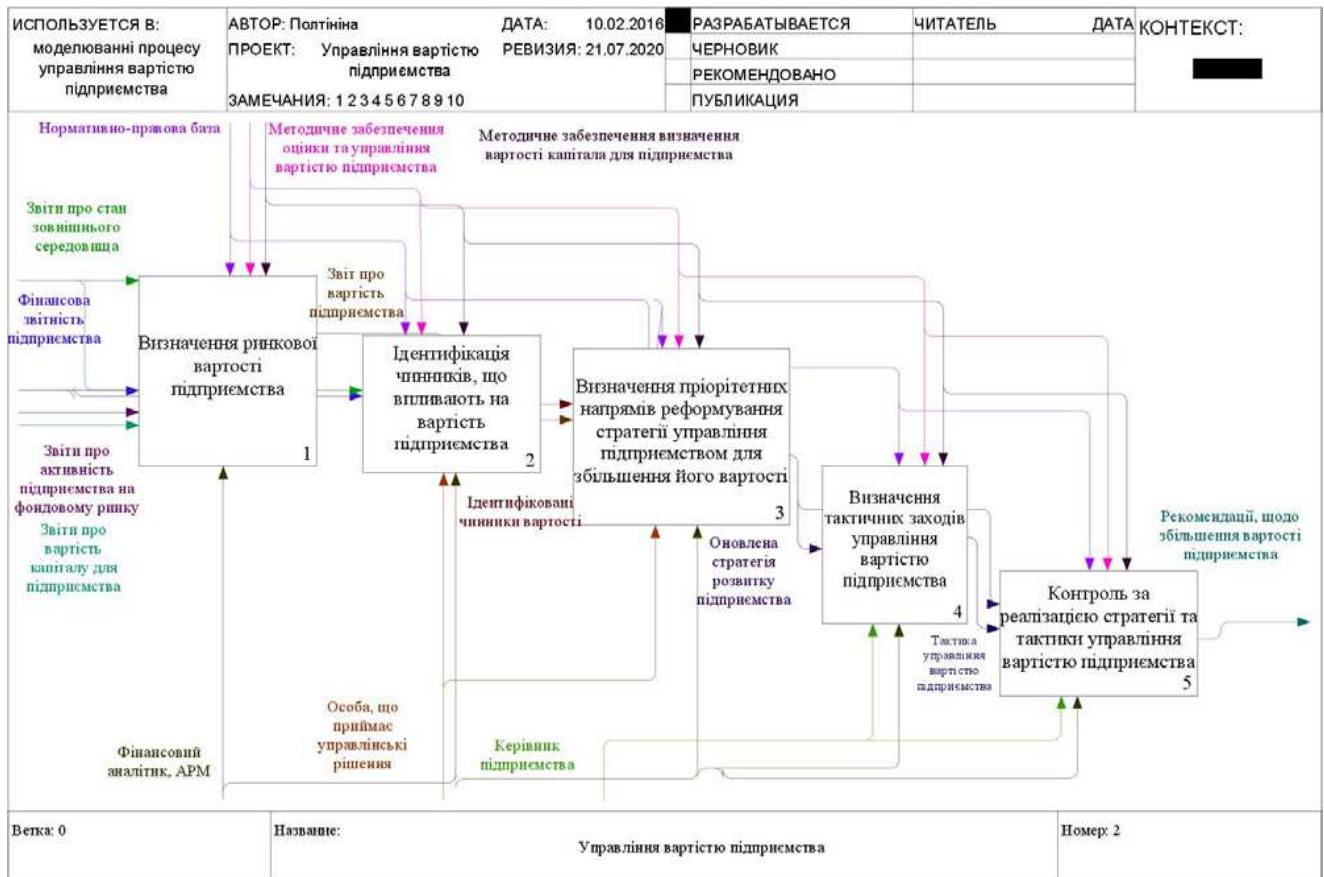 ИСПОЛЬЗУЕТСЯ В:
моделюванні процесу
управління вартістю
підприємства
АВТОР: Полтініна
ДАТА: 10.02.2016
ПРОЕКТ: Управління вартістю
підприємства
РЕВИЗИЯ: 21.07.2020
ЗАМЕЧАНИЯ: 1 2 3 4 5 6 7 8 9 10
РАЗРАБАТЫВАЕТСЯ
ЧЕРНОВИК
РЕКОМЕНДОВАНО
ПУБЛИКАЦИЯ
ЧИТАТЕЛЬ
ДАТА
КОНТЕКСТ:
Нормативно-правова база
Методичне забезпечення
оцінки та управління
вартістю підприємства
Методичне забезпечення визначення
вартості капітала для підприємства
Звіти про стан
зовнішнього
середовища
Фінансова
звітність
підприємства
Звіти про
активність
підприємства на
фондовому ринку
Звіти про
вартість
капіталу для
підприємства
Визначення ринкової
вартості
підприємства
1
Звіт про
вартість
підприємства
Ідентифікація
чинників, що
впливають на
вартість
підприємства
2
Ідентифіковані
чинники вартості
Визначення пріорітетних
напрямів реформування
стратегії управління
підприємством для
збільшення його вартості
3
Оновлена
стратегія
розвитку
підприємства
Визначення
тактичних заходів
управління
вартістю
підприємства
4
Тактика
управління
вартістю
підприємства
Контроль за
реалізацією стратегії та
тактики управління
вартістю підприємства
5
Рекомендації, щодо
збільшення вартості
підприємства
Фінансовий
аналітик, АРМ
Особа, що
приймає
управлінські
рішення
Керівник
підприємства
Ветка: 0
Название:
Управління вартістю підприємства
Номер: 2